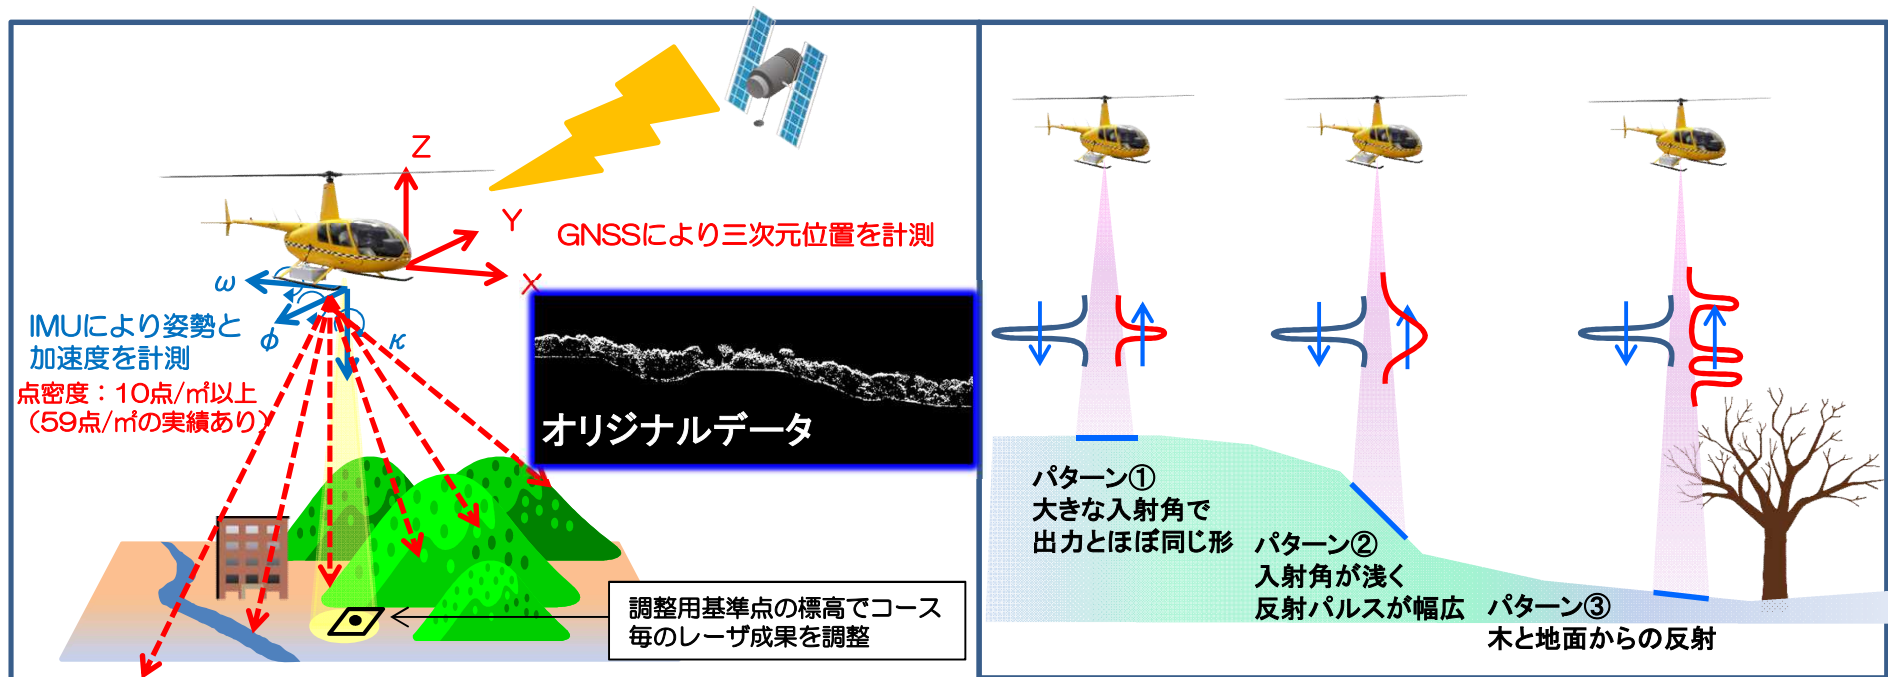 Z
Y
X
GNSSにより三次元位置を計測
ω
φ
κ
IMUにより姿勢と
加速度を計測
点密度：10点/㎡以上
（59点/㎡の実績あり）
オリジナルデータ
調整用基準点の標高でコース
毎のレーザ成果を調整
パターン①
大きな入射角で
出力とほぼ同じ形
パターン②
入射角が浅く
反射パルスが幅広
パターン③
木と地面からの反射